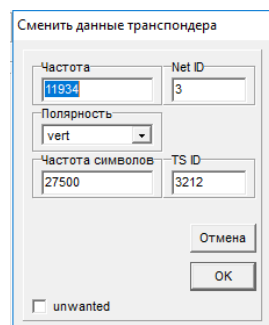 Сменить данные транспондера
Частота
Net ID
11934
3
Полярность
vert
Частота символов
TS ID
27500
3212
Отмена
OK
unwanted